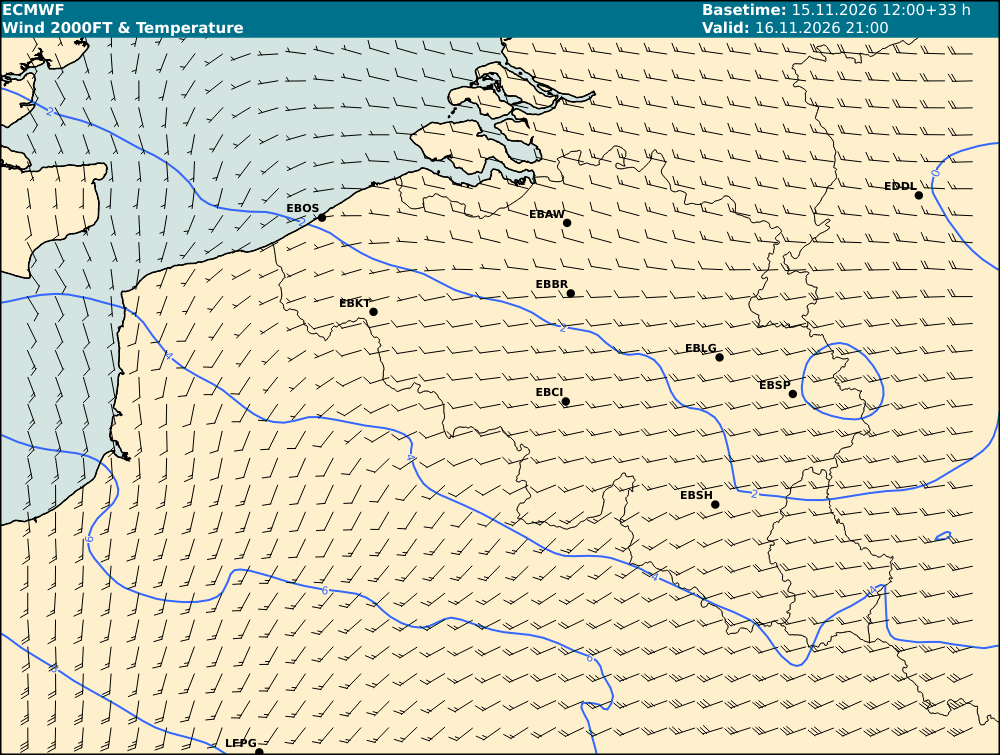 ECMWF
Wind 2000FT & Temperature
Basetime: 15.11.2026 12:00+33 h
Valid: 16.11.2026 21:00
2
0
EDDL
EBOS
EBAW
EBBR
EBKT
2
EBLG
4
EBSP
EBCI
4
2
EBSH
6
4
4
6
6
LFPG